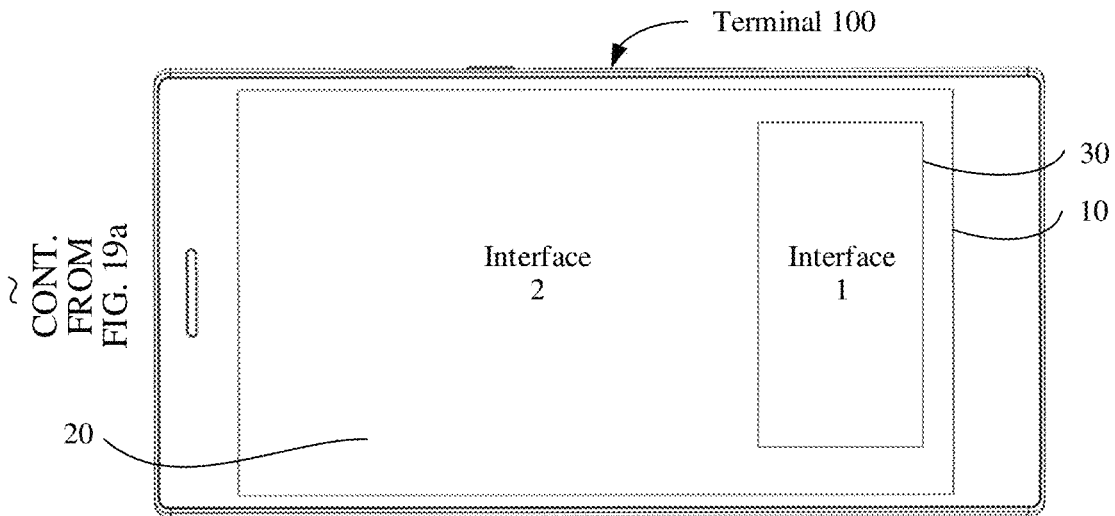 Terminal 100
30
10
~ CONT.
FROM
FIG. 19a
Interface
2
Interface
1
20